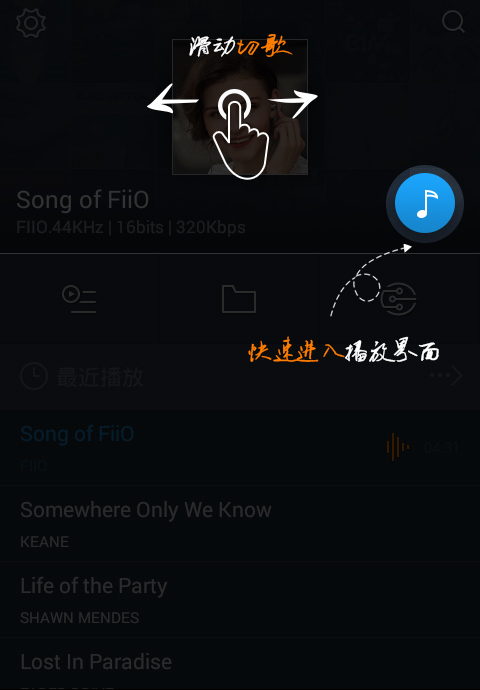 滑动切歌
Song of FiiO
FIIO.44KHz | 16bits | 320Kbps
快速进入播放界面
最近播放
Song of FiiO
04:31
FIIO
Somewhere Only We Know
KEANE
Life of the Party
SHAWN MENDES
Lost In Paradise